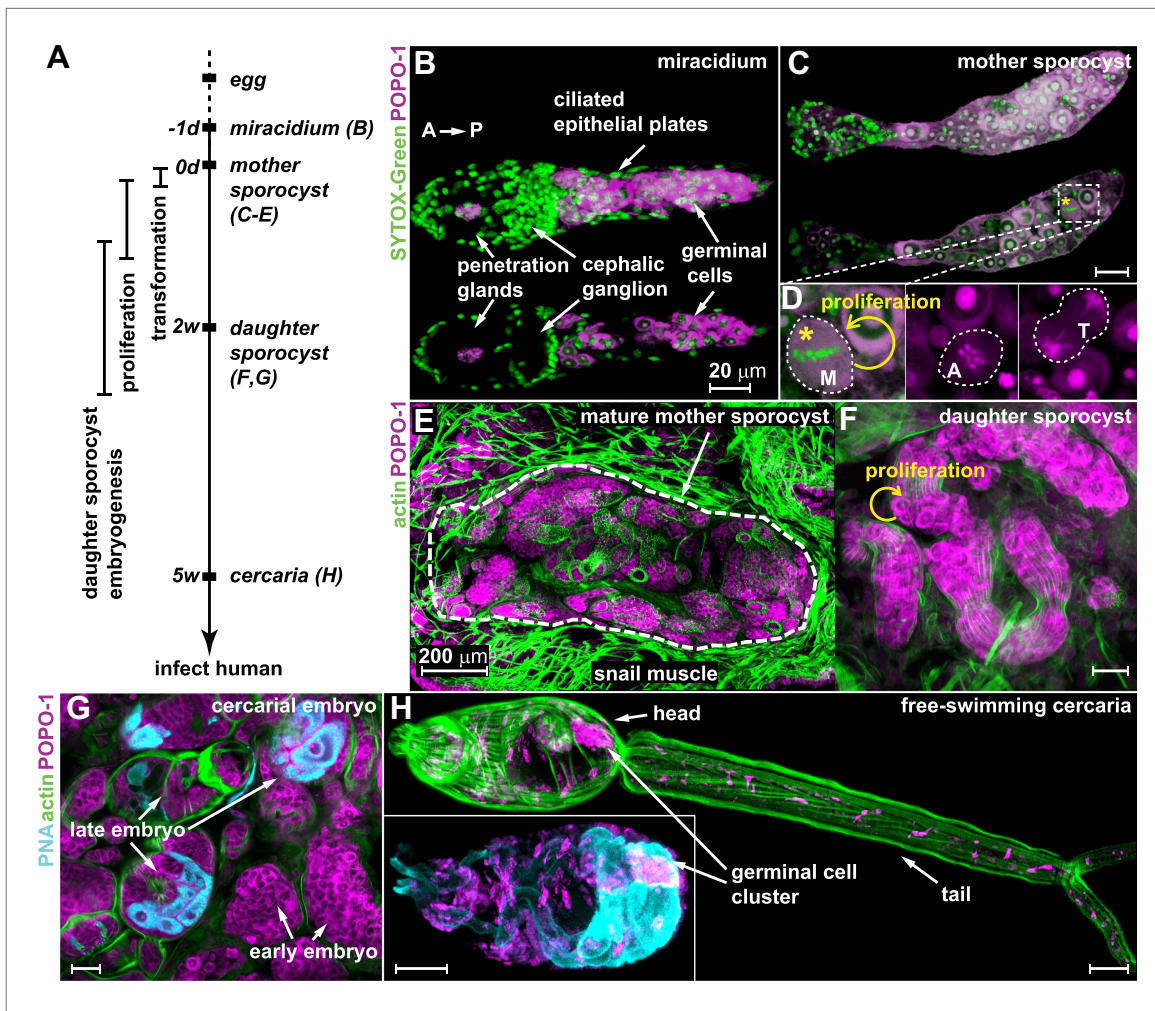 A
egg
-1d
miracidium (B)
0d
mother
sporocyst
(C-E)
transformation
proliferation
2w
daughter
sporocyst
(F,G)
daughter sporocyst
embryogenesis
5w
cercaria (H)
infect human
SYTOX-Green POPO-1
B
miracidium
ciliated
epithelial plates
A → P
penetration
glands
cephalic
ganglion
germinal
cells
20 μm
C
mother sporocyst
*
D
proliferation
*
M
A
T
actin POPO-1
E
mature mother sporocyst
200 μm
snail muscle
F
daughter sporocyst
proliferation
PNA actin POPO-1
G
cercarial embryo
late embryo
early embryo
H
head
free-swimming cercaria
germinal cell
cluster
tail